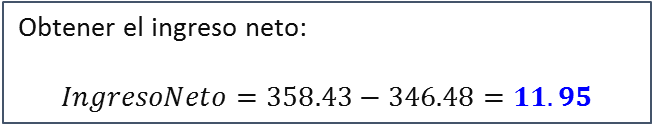 Obtener el ingreso neto:
IngresoNeto = 358.43 − 346.48 = 11.95